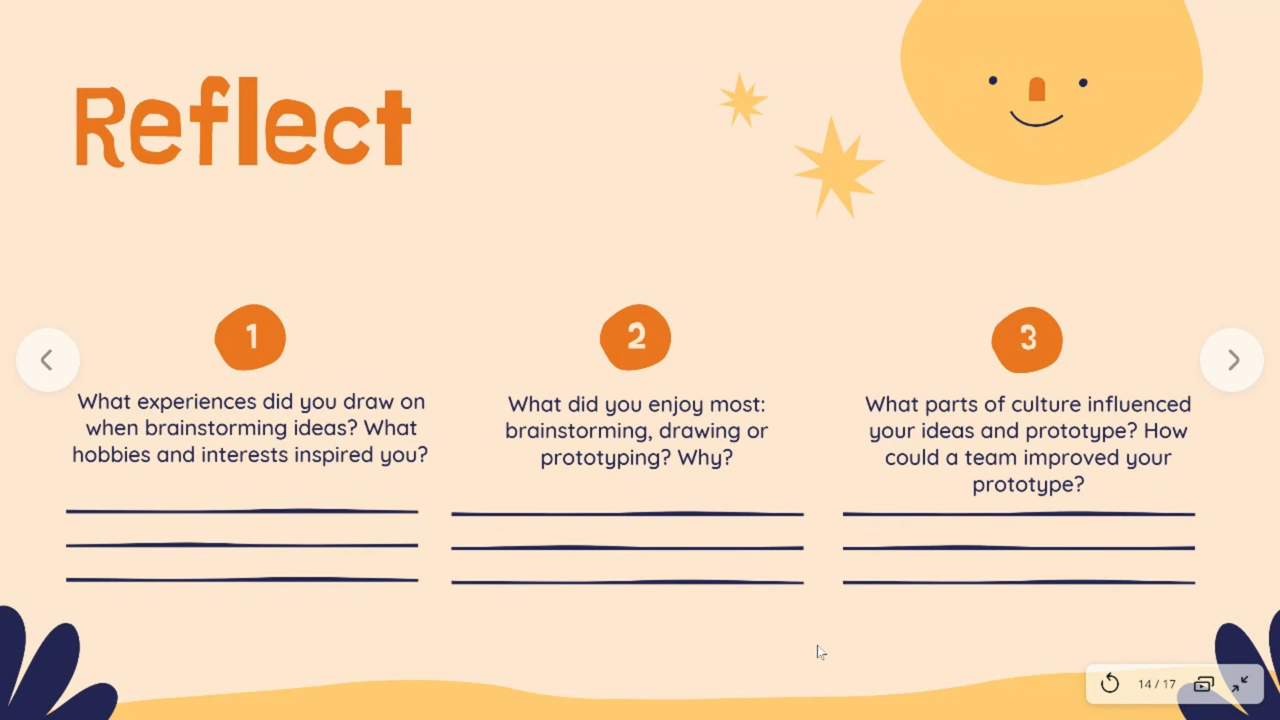 Reflect
1
What experiences did you draw on
when brainstorming ideas? What
hobbies and interests inspired you?
2
What did you enjoy most:
brainstorming, drawing or
prototyping? Why?
3
What parts of culture influenced
your ideas and prototype? How
could a team improved your
prototype?
14 / 17